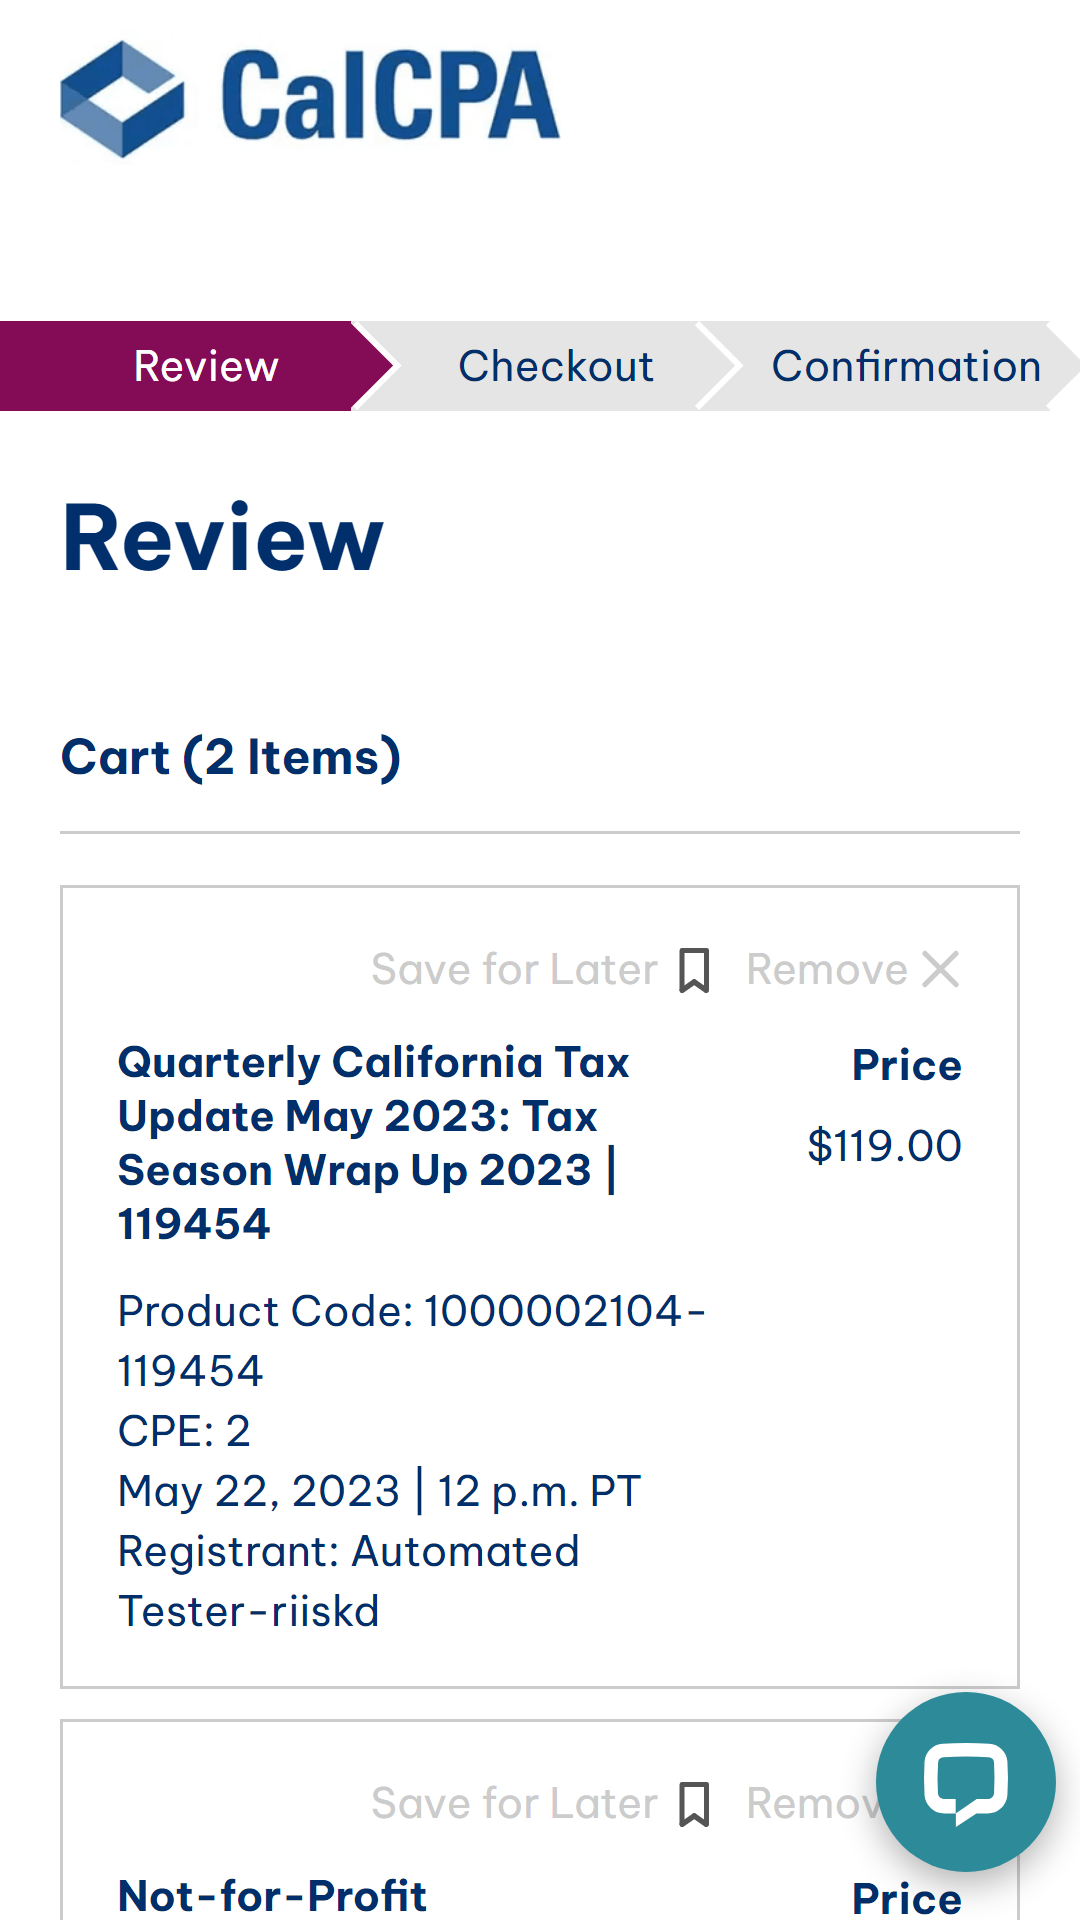 CalCPA
Review
Checkout
Confirmation
Review
Cart (2 Items)
Save for Later
Remove
Quarterly California Tax
Update May 2023: Tax
Season Wrap Up 2023 |
119454
Price
$119.00
Product Code: 1000002104-
119454
CPE: 2
May 22, 2023 | 12 p.m. PT
Registrant: Automated
Tester-riiskd
Save for Later
Remov
Not-for-Profit
Price